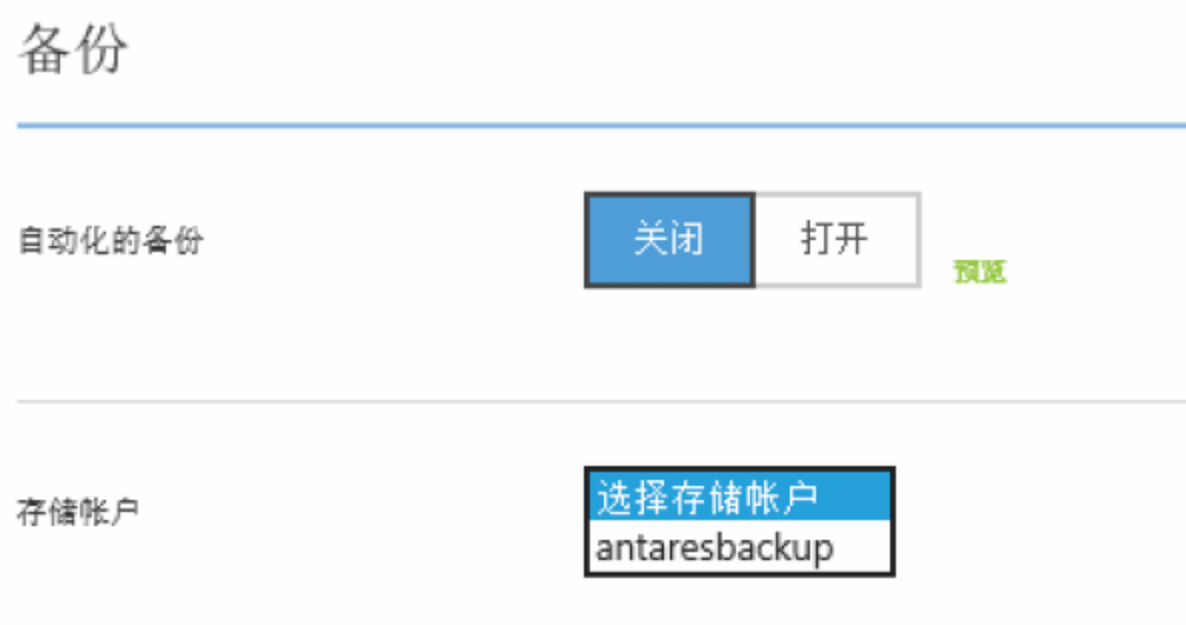 备份
自动化的备份
关闭 打开
预览
存储帐户
选择存储帐户
antaresbackup